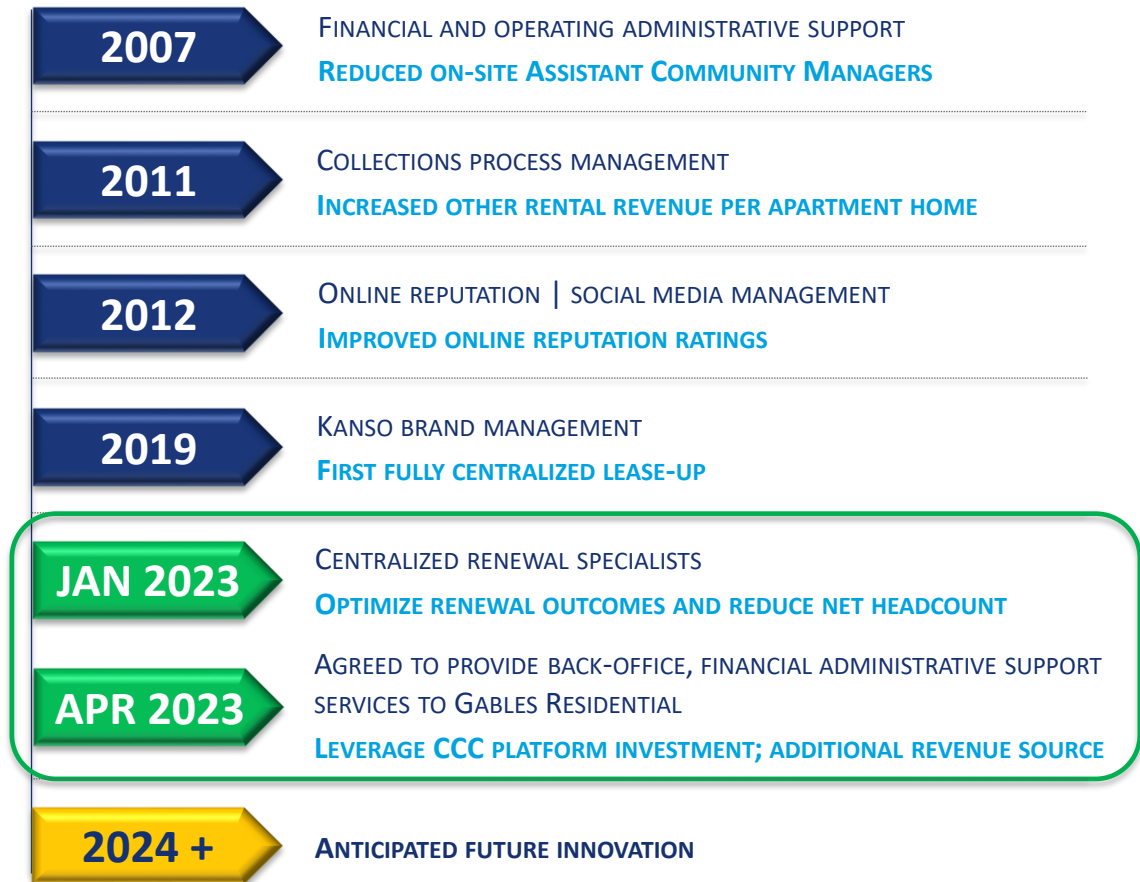 2007
Financial and operating administrative support
Reduced on-site Assistant Community Managers
2011
Collections process management
Increased other rental revenue per apartment home
2012
Online reputation | social media management
Improved online reputation ratings
2019
Kanso brand management
First fully centralized lease-up
JAN 2023
Centralized renewal specialists
Optimize renewal outcomes and reduce net headcount
APR 2023
Agreed to provide back-office, financial administrative support
services to Gables Residential
Leverage CCC platform investment; additional revenue source
2024 +
Anticipated future innovation